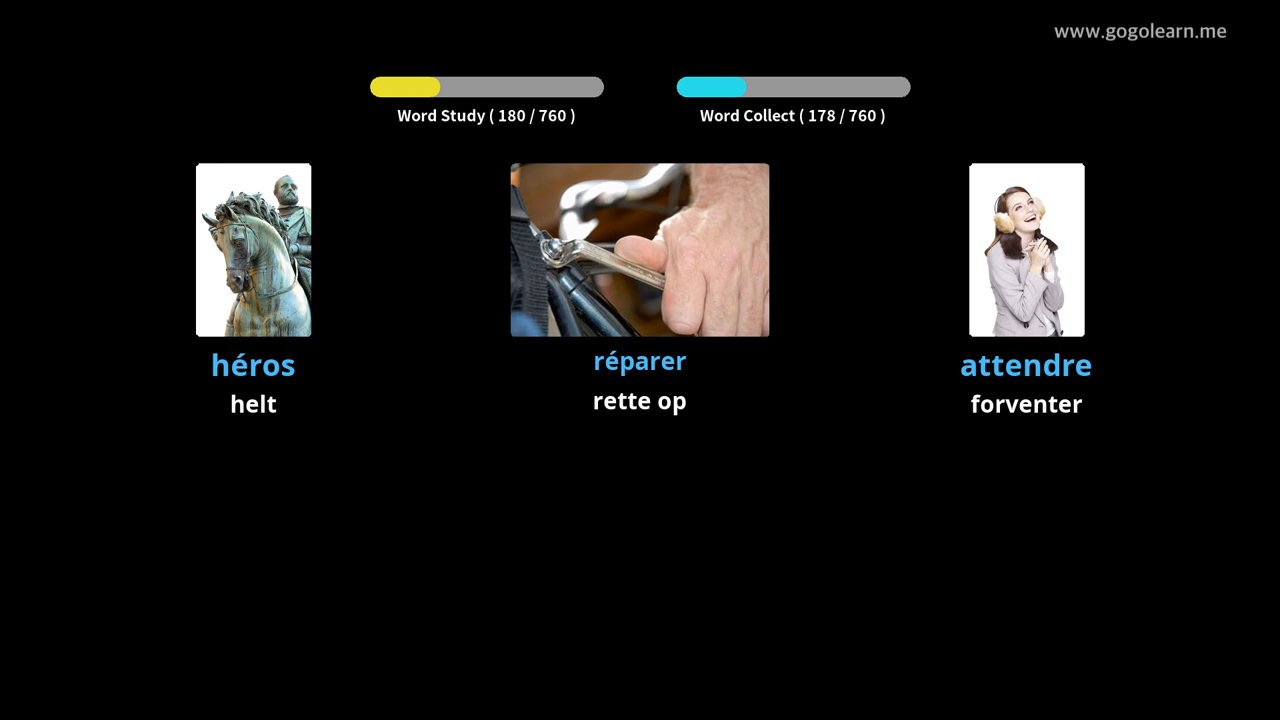 www.gogolearn.me
Word Study ( 180 / 760 )
Word Collect ( 178 / 760 )
héros
helt
réparer
rette op
attendre
forventer